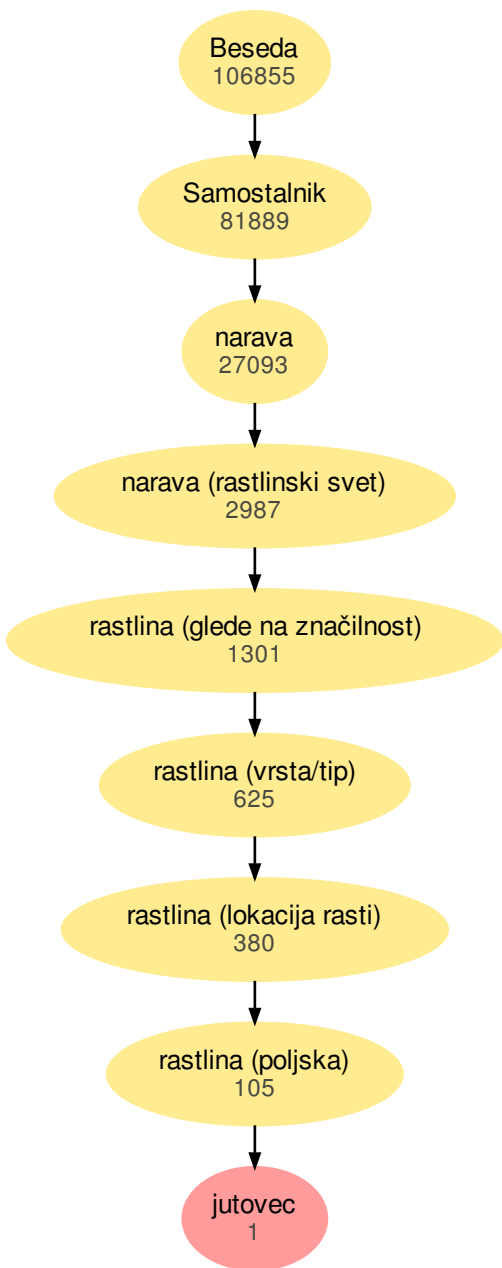 Beseda
106855
Samostalnik
81889
narava
27093
narava (rastlinski svet)
2987
rastlina (glede na značilnost)
1301
rastlina (vrsta/tip)
625
rastlina (lokacija rasti)
380
rastlina (poljska)
105
jutovec
1